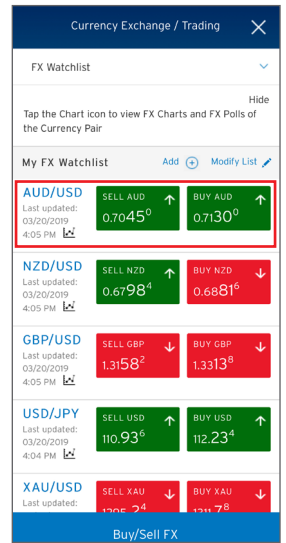 Currency Exchange / Trading
FX Watchlist
Hide
Tap the Chart icon to view FX Charts and FX Polls of
the Currency Pair
My FX Watchlist Add Modify List
AUD/USD
Last updated:
03/20/2019
4:05 PM
SELL AUD
0.7045⁰
BUY AUD
0.7130⁰
NZD/USD
Last updated:
03/20/2019
4:05 PM
SELL NZD
0.6798⁴
BUY NZD
0.6881⁶
GBP/USD
Last updated:
03/20/2019
4:05 PM
SELL GBP
1.3158²
BUY GBP
1.3313⁸
USD/JPY
Last updated:
03/20/2019
4:04 PM
SELL USD
110.93⁶
BUY USD
112.23⁴
XAU/USD
Last updated:
SELL XAU
BUY XAU
Buy/Sell FX